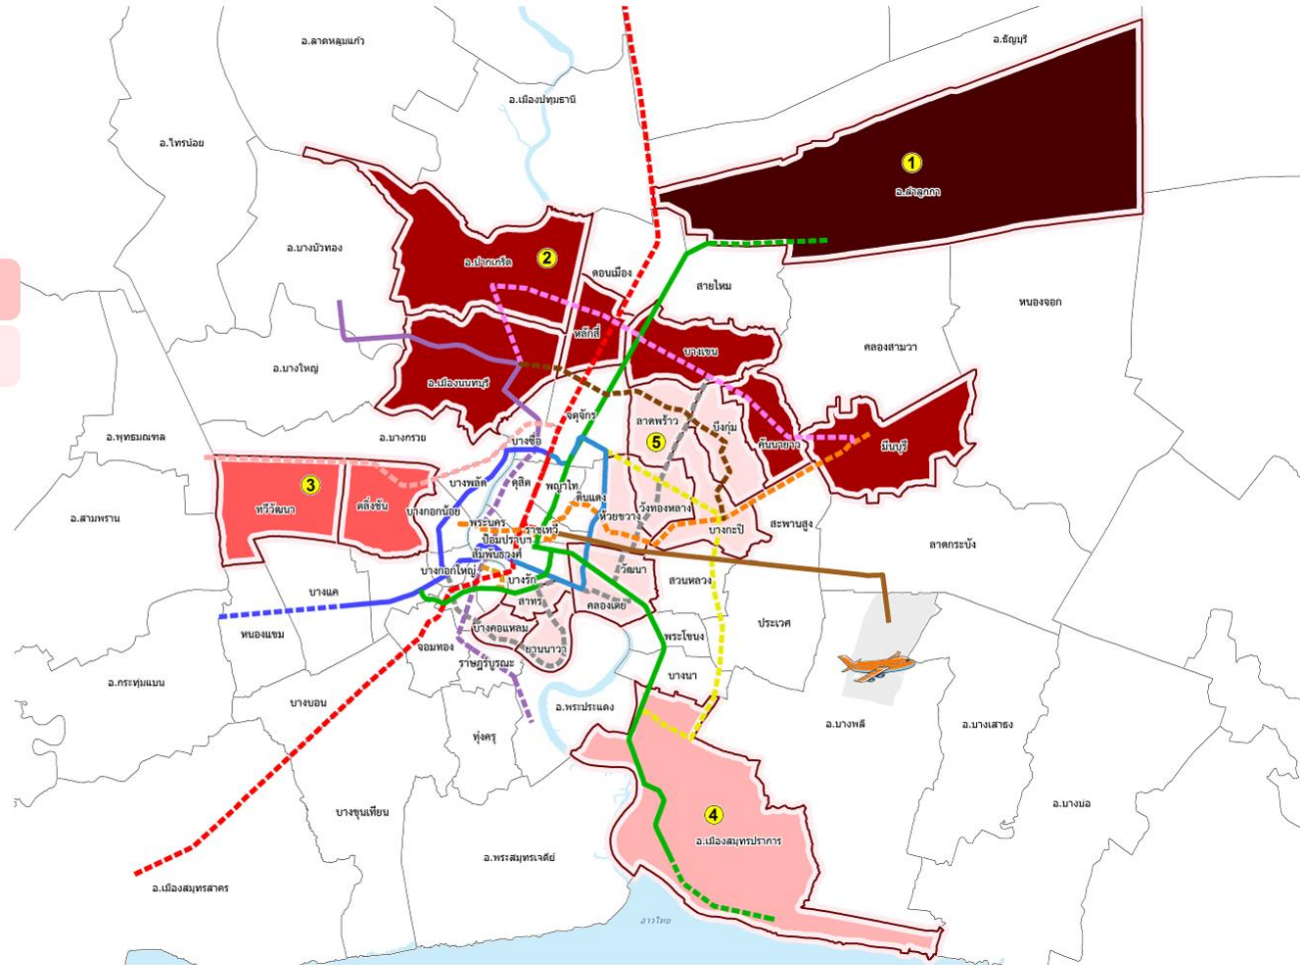 อ.ลาดหลุมแก้ว
อ.ธัญบุรี
อ.เมืองปทุมธานี
อ.ไทรน้อย
1
อ.ลำลูกกา
อ.บางบัวทอง
2
อ.ปากเกร็ด
ดอนเมือง
สายไหม
หนองจอก
หลักสี่
บางเขน
คลองสามวา
อ.บางใหญ่
อ.เมืองนนทบุรี
จตุจักร
ลาดพร้าว
บึงกุ่ม
อ.พุทธมณฑล
อ.บางกรวย
บางซื่อ
5
คันนายาว
มีนบุรี
3
บางพลัด
ดุสิต
พญาไท
ดินแดง
ทวีวัฒนา
ตลิ่งชัน
บางกอกน้อย
ห้วยขวาง
วังทองหลาง
อ.สามพราน
พระนคร
ราชเทวี
บางกะปิ
สะพานสูง
ป้อมปราบฯ
ลาดกระบัง
สัมพันธวงศ์
บางกอกใหญ่
บางรัก
วัฒนา
สวนหลวง
บางแค
สาทร
คลองเตย
หนองแขม
บางคอแหลม
พระโขนง
ประเวศ
จอมทอง
ยานนาวา
ราษฎร์บูรณะ
บางนา
อ.กระทุ่มแบน
บางบอน
อ.พระประแดง
อ.บางพลี
อ.บางเสาธง
ทุ่งครุ
อ.บางบ่อ
บางขุนเทียน
4
อ.เมืองสมุทรปราการ
อ.พระสมุทรเจดีย์
อ.เมืองสมุทรสาคร
อ่าวไทย